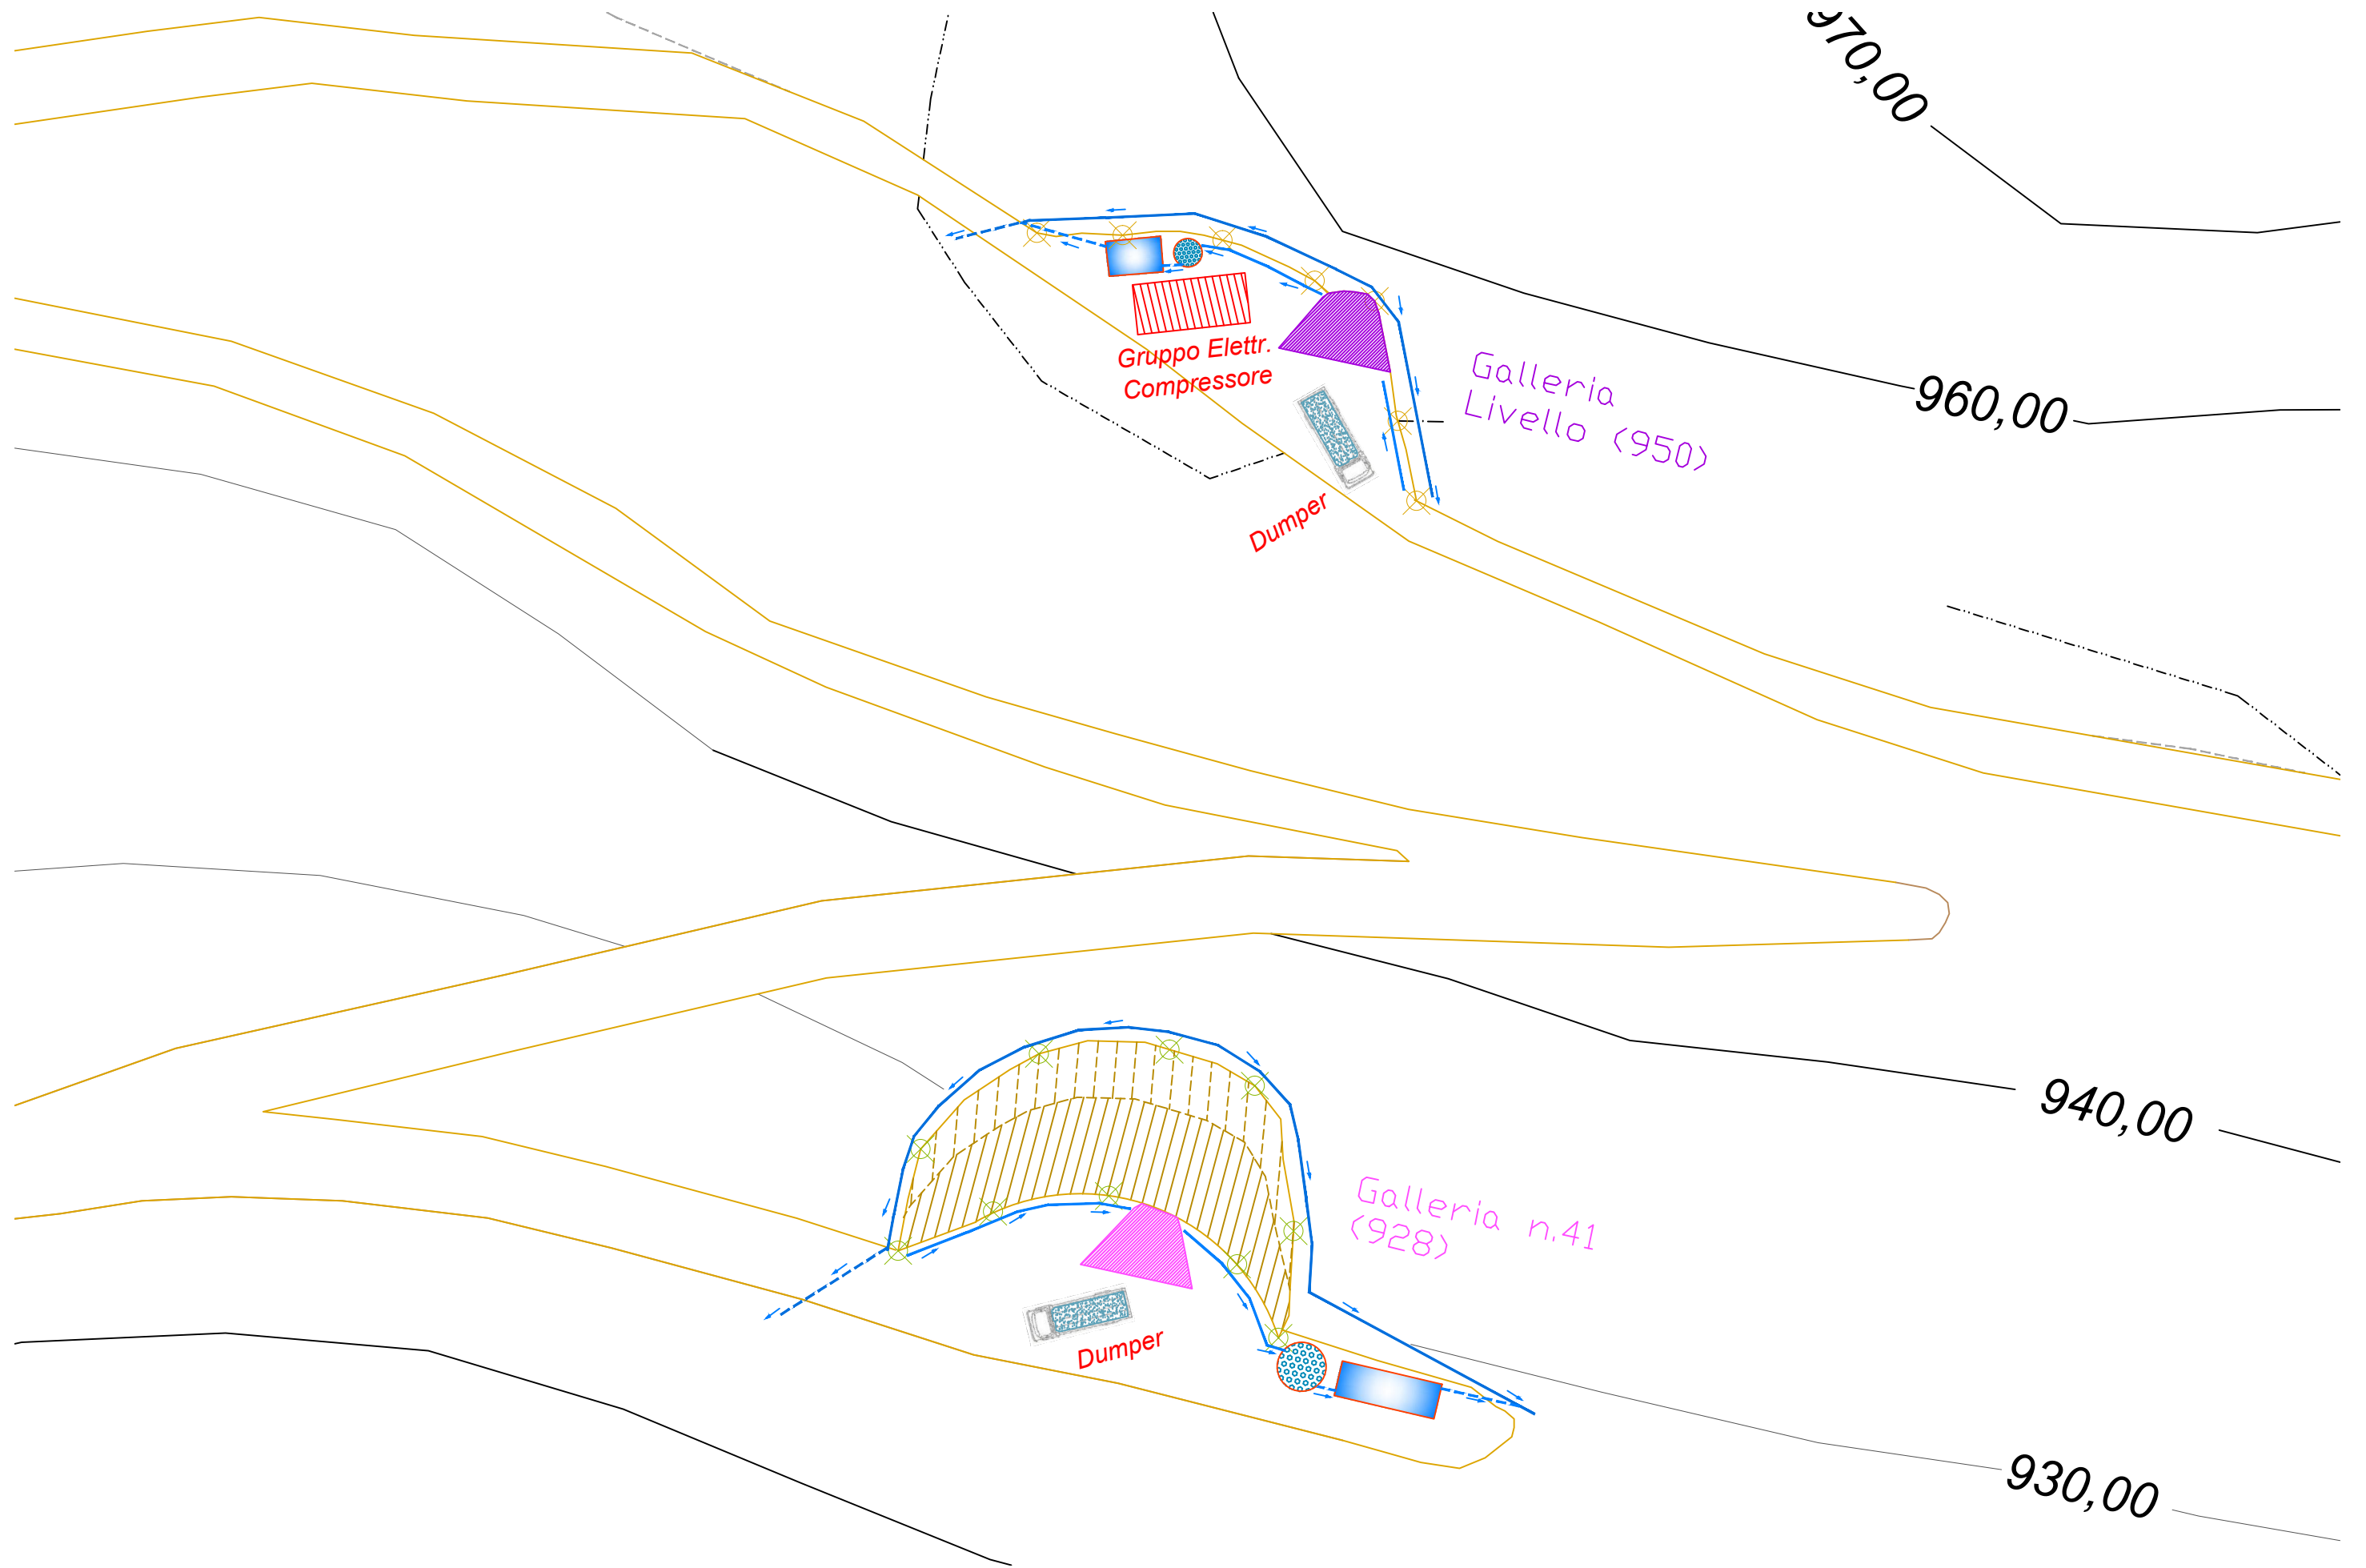 970,00
Gruppo Elettr.
Compressore
Galleria
Livello (950)
960,00
Dumper
940,00
Galleria n.41
(928)
Dumper
930,00